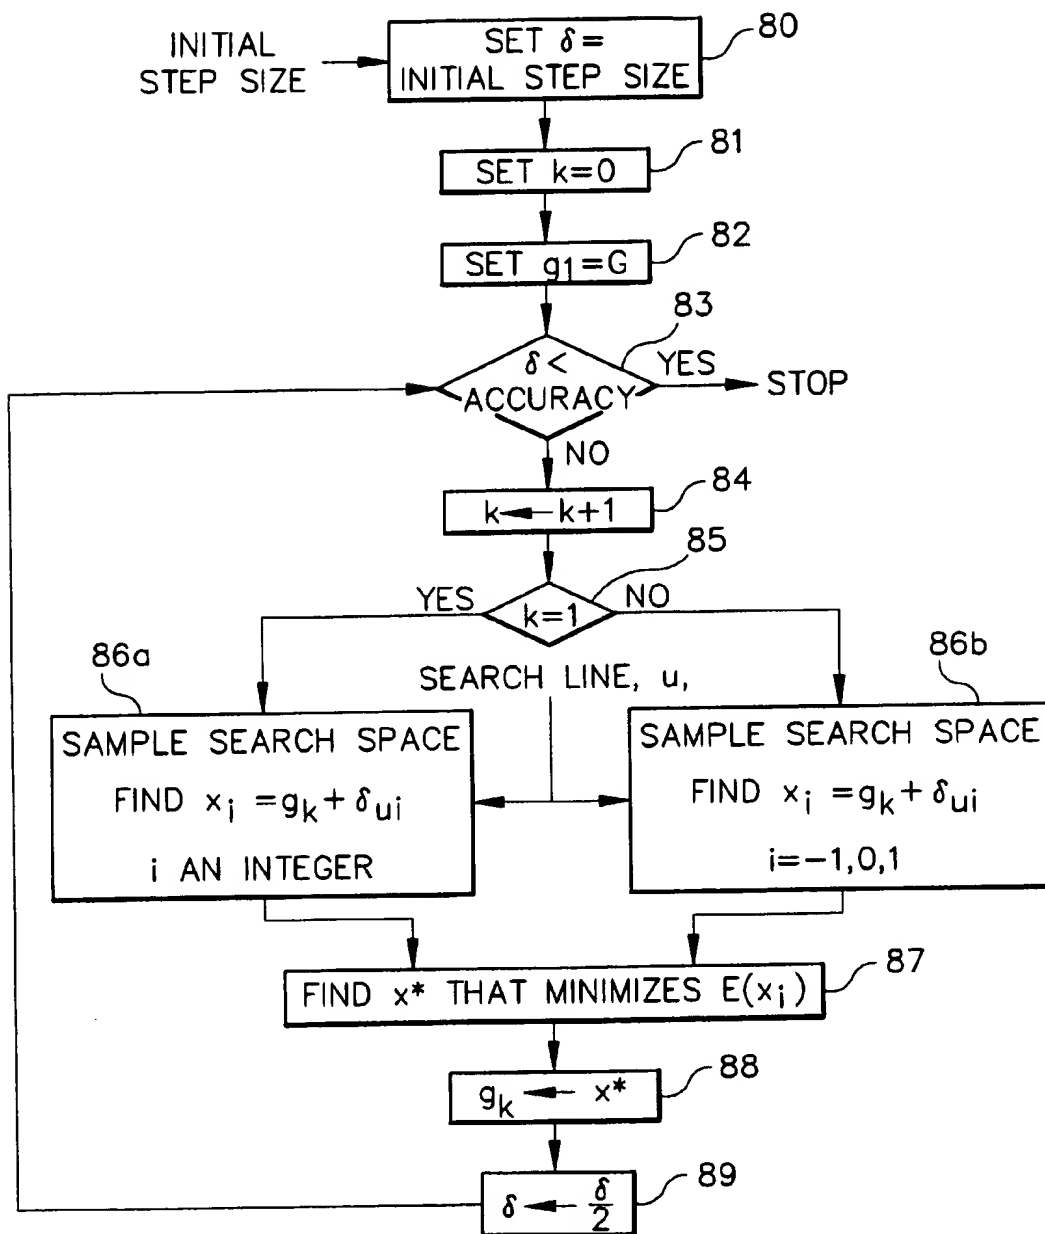 INITIAL
STEP SIZE
SET δ=
INITIAL STEP SIZE
80
SET k=0
81
SET g1=G
82
δ<
ACCURACY
83
YES
STOP
NO
k←k+1
84
k=1
85
YES
NO
SEARCH LINE, u,
86a
SAMPLE SEARCH SPACE
FIND xi =gk+δui
i AN INTEGER
86b
SAMPLE SEARCH SPACE
FIND xi =gk+δui
i=-1,0,1
FIND x* THAT MINIMIZES E(xi)
87
gk ← x*
88
δ ← δ/2
89